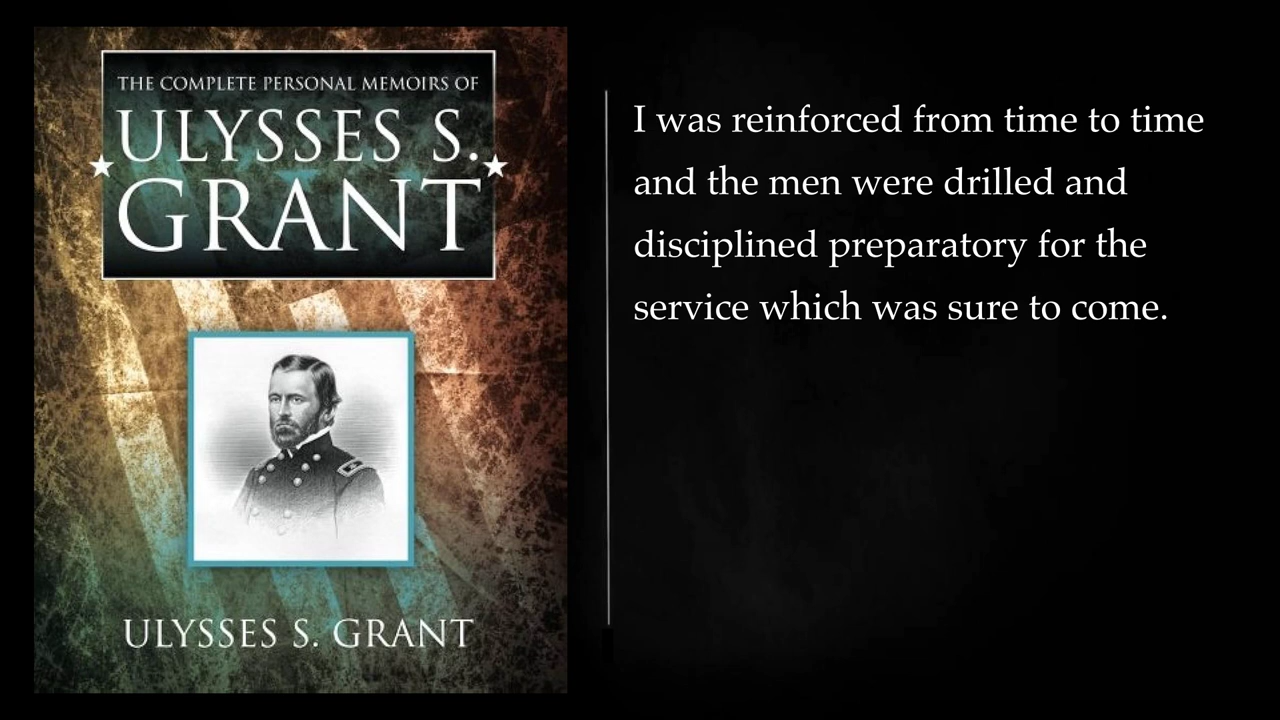 THE COMPLETE PERSONAL MEMOIRS OF
ULYSSES S.
GRANT
ULYSSES S. GRANT
I was reinforced from time to time
and the men were drilled and
disciplined preparatory for the
service which was sure to come.